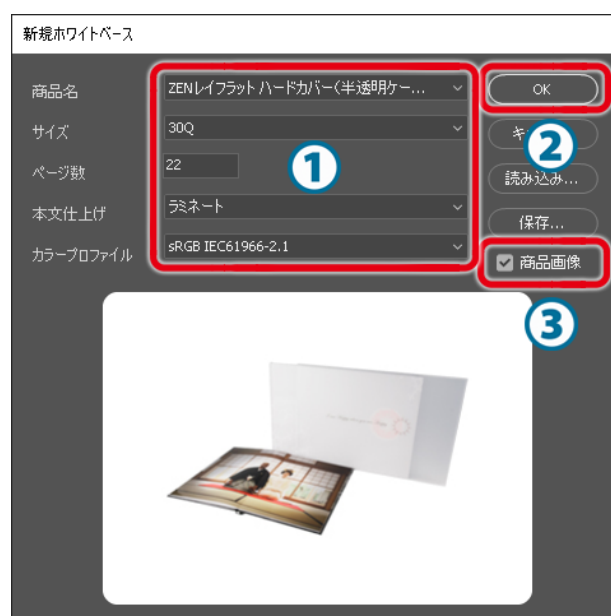 新規ホワイトベース
商品名
ZENレイフラット ハードカバー(半透明ケー...
OK
サイズ
30Q
ページ数
22
①
②
読み込み...
本文仕上げ
ラミネート
保存...
カラープロファイル
sRGB IEC61966-2.1
商品画像
③